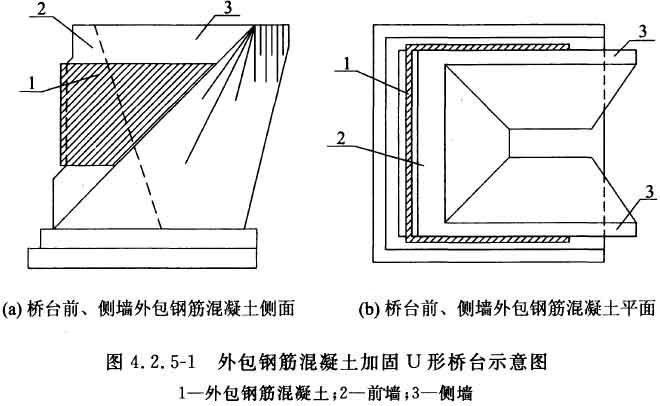 2
3
1
3
1
2
3
(a) 桥台前、侧墙外包钢筋混凝土侧面
(b) 桥台前、侧墙外包钢筋混凝土平面
图 4.2.5-1 外包钢筋混凝土加固 U 形桥台示意图
1—外包钢筋混凝土;2—前墙;3—侧墙